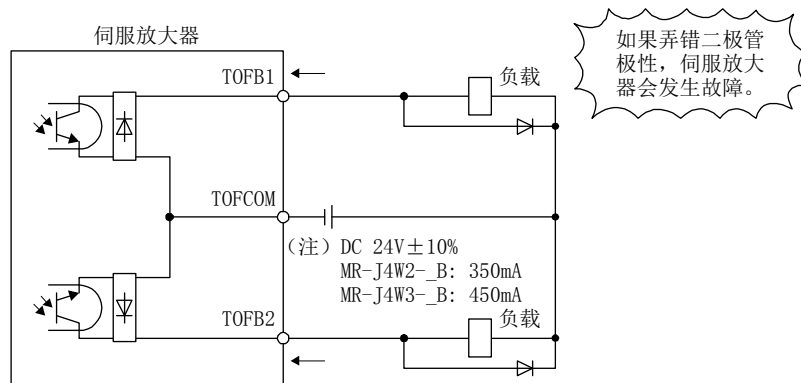 伺服放大器
如果弄错二极管
极性，伺服放大
器会发生故障。
TOFB1
负载
TOFCOM
（注）DC 24V±10%
MR-J4W2-_B: 350mA
MR-J4W3-_B: 450mA
TOFB2
负载